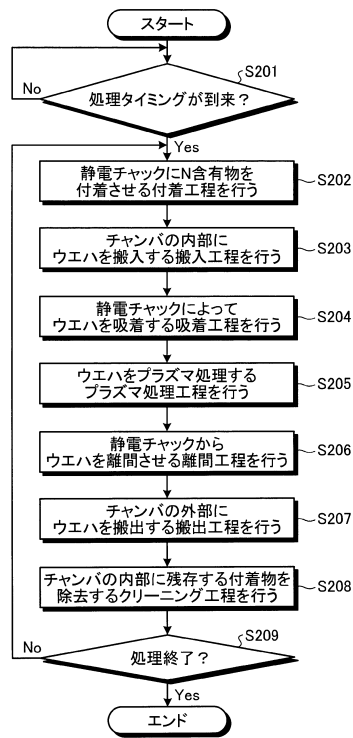 スタート
S201
No
処理タイミングが到来？
Yes
静電チャックにN含有物を
付着させる付着工程を行う
S202
チャンバの内部に
ウエハを搬入する搬入工程を行う
S203
静電チャックによって
ウエハを吸着する吸着工程を行う
S204
ウエハをプラズマ処理する
プラズマ処理工程を行う
S205
静電チャックから
ウエハを離間させる離間工程を行う
S206
チャンバの外部に
ウエハを搬出する搬出工程を行う
S207
チャンバの内部に残存する付着物を
除去するクリーニング工程を行う
S208
No
S209
処理終了？
Yes
エンド